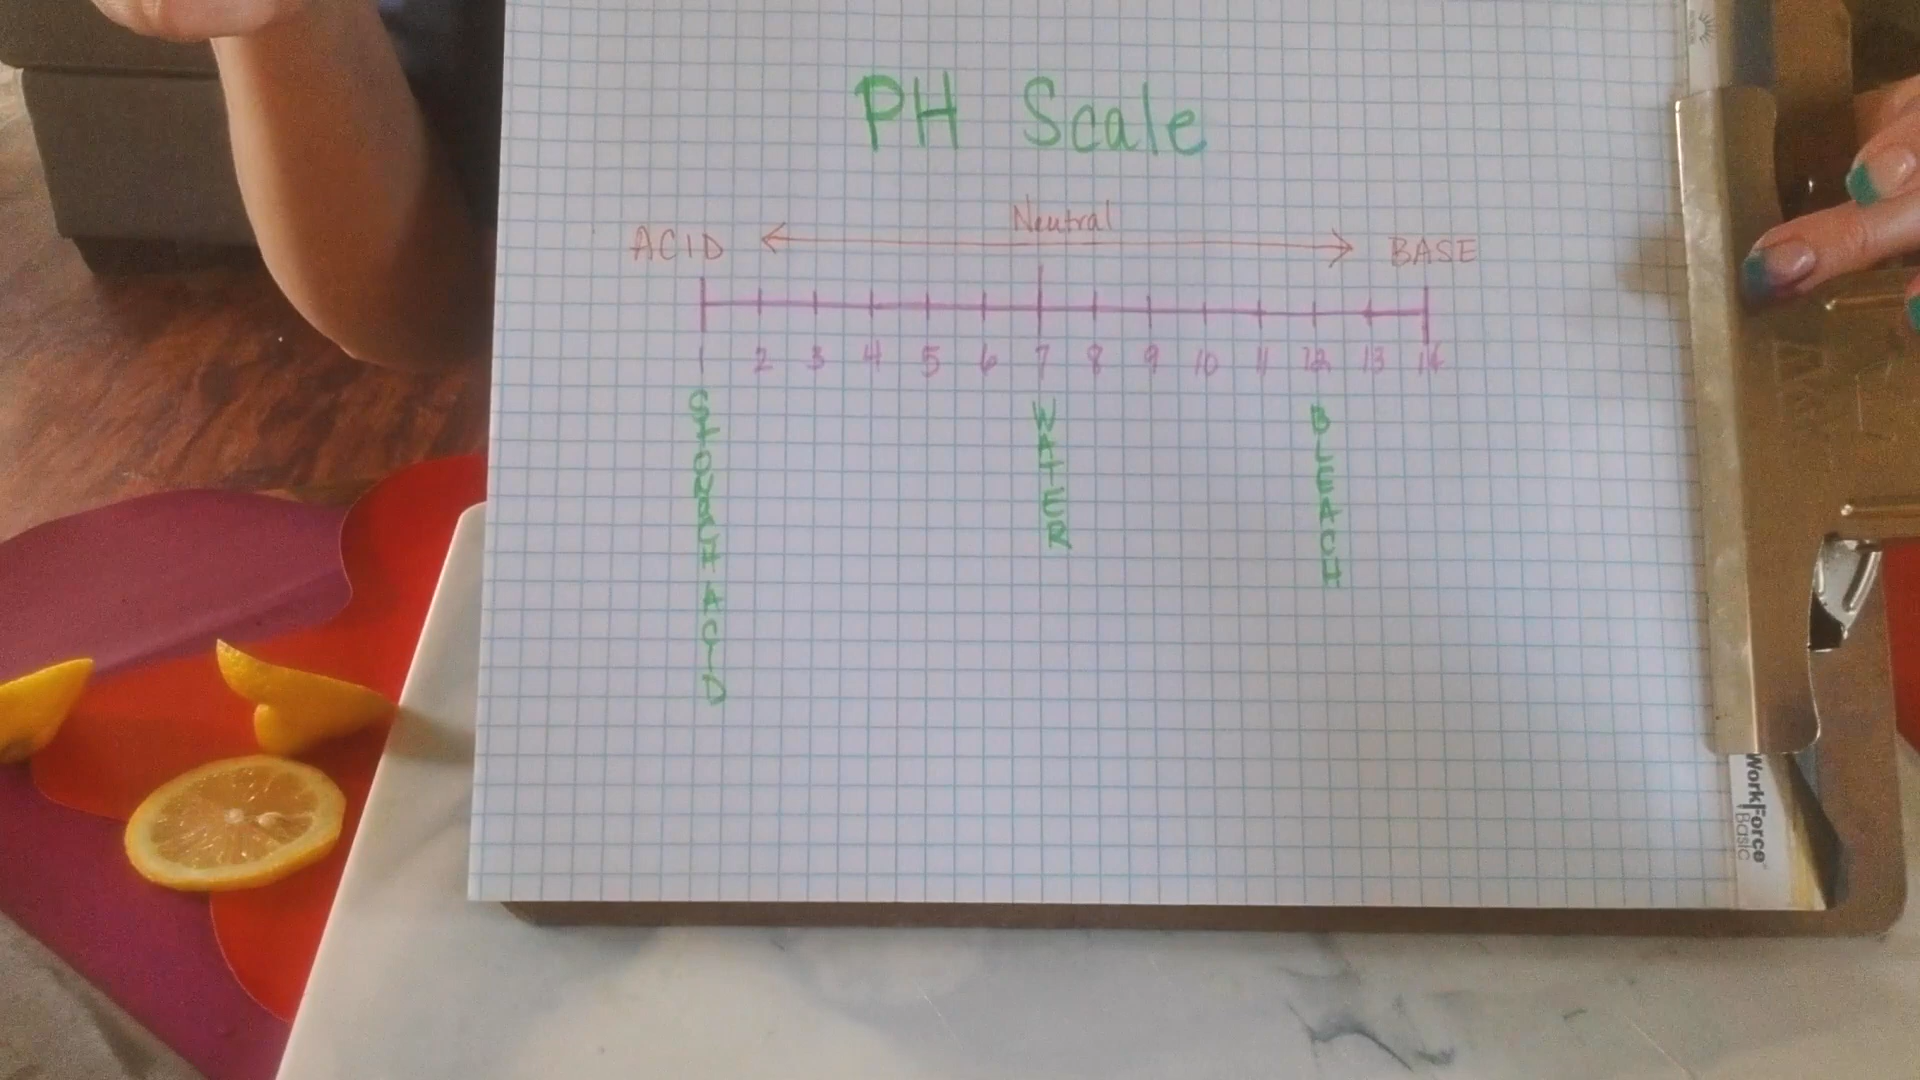 PH Scale
Neutral
ACID BASE
1 2 3 4 5 6 7 8 9 10 11 12 13 14
STOMACH ACID
WATER
BLEACH
WorkForce
Basic